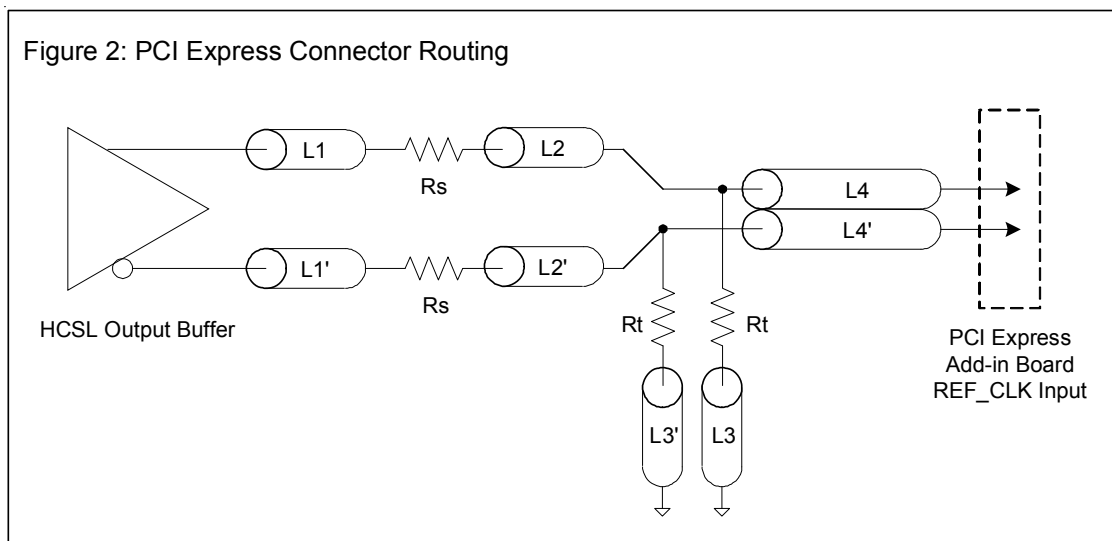 Figure 2: PCI Express Connector Routing
L1
Rs
L2
L4
L4'
L1'
Rs
L2'
HCSL Output Buffer
Rt
Rt
L3'
L3
PCI Express
Add-in Board
REF_CLK Input